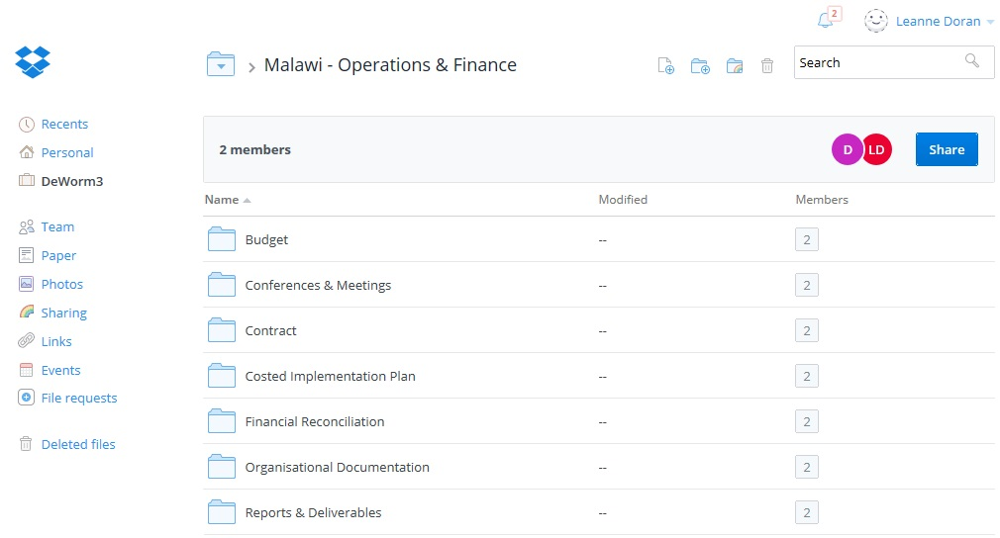 2
Leanne Doran
Malawi - Operations & Finance
Search
Recents
Personal
DeWorm3
Team
Paper
Photos
Sharing
Links
Events
File requests
Deleted files
2 members
D LD
Share
Name Modified Members
Budget -- 2
Conferences & Meetings -- 2
Contract -- 2
Costed Implementation Plan -- 2
Financial Reconciliation -- 2
Organisational Documentation -- 2
Reports & Deliverables -- 2